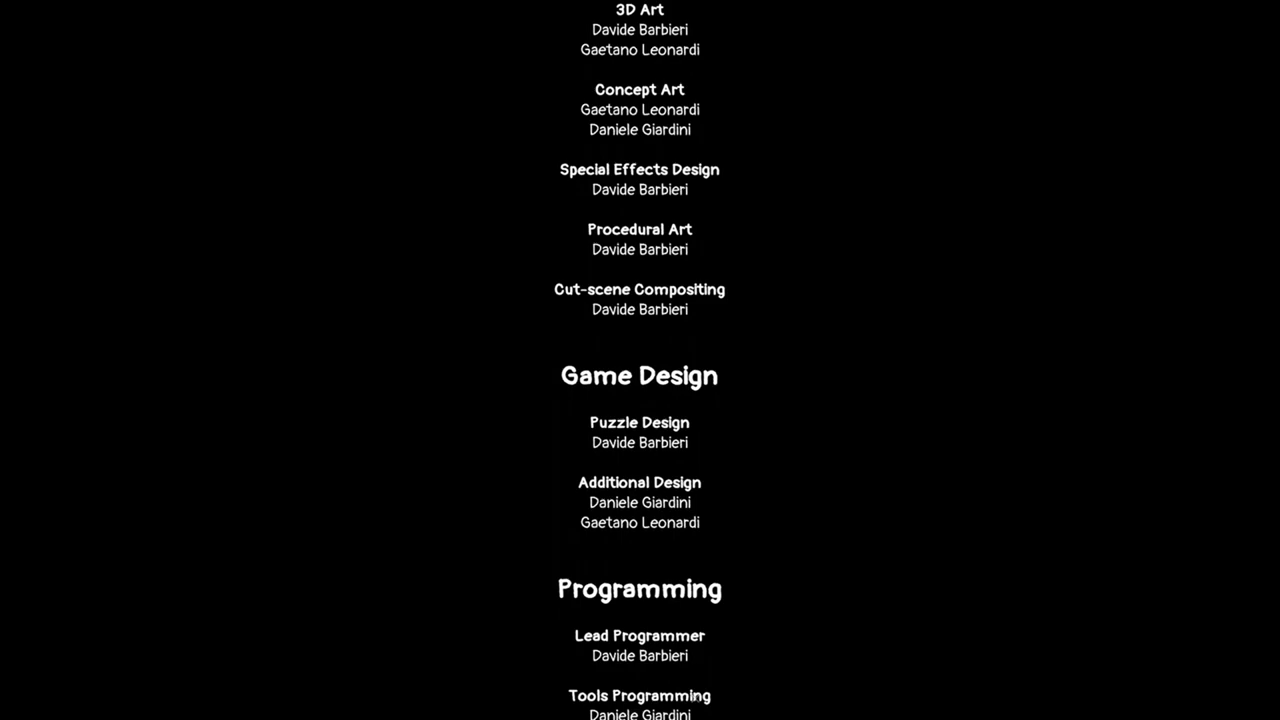 3D Art
Davide Barbieri
Gaetano Leonardi
Concept Art
Gaetano Leonardi
Daniele Giardini
Special Effects Design
Davide Barbieri
Procedural Art
Davide Barbieri
Cut-scene Compositing
Davide Barbieri
Game Design
Puzzle Design
Davide Barbieri
Additional Design
Daniele Giardini
Gaetano Leonardi
Programming
Lead Programmer
Davide Barbieri
Tools Programming
Daniele Giardini